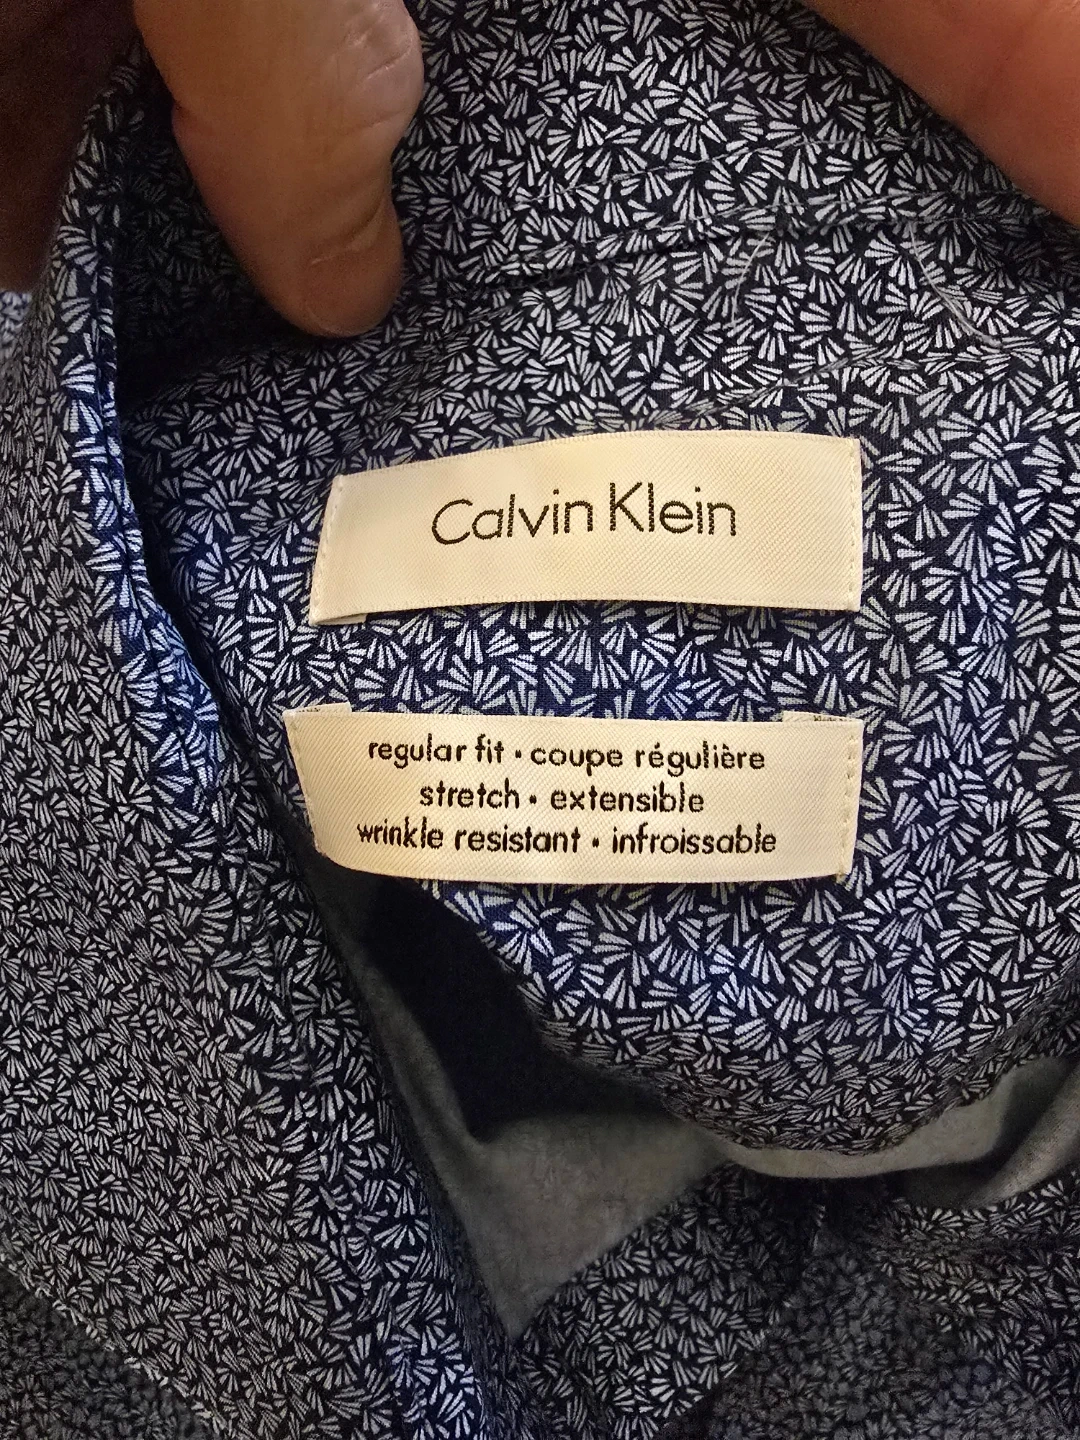 Calvin Klein
regular fit • coupe régulière
stretch • extensible
wrinkle resistant • infroissable